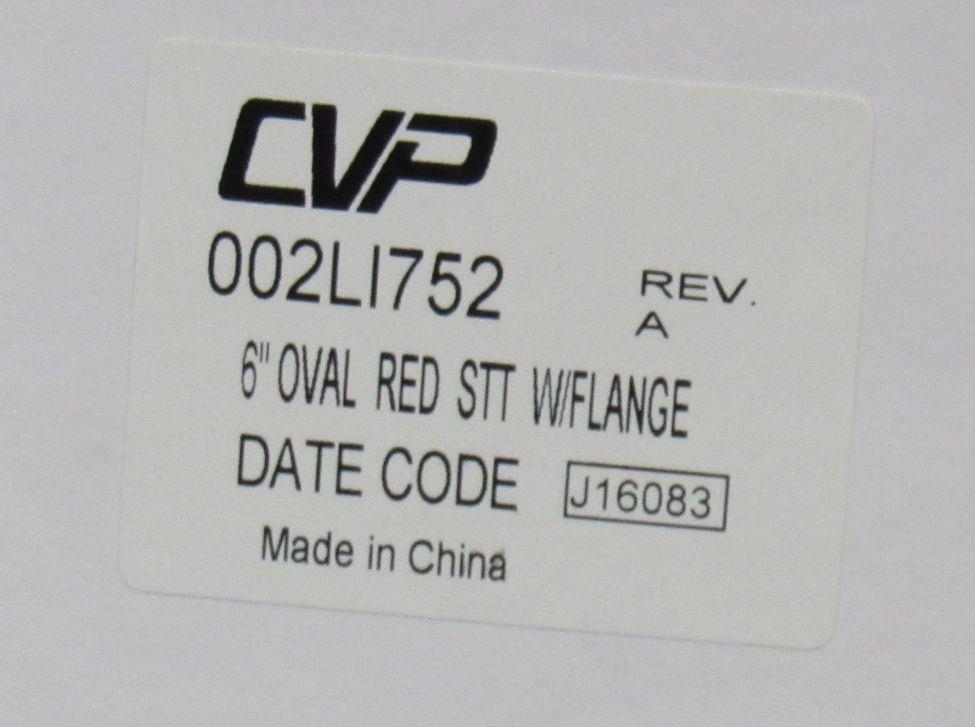 CVP
002LI752 REV.
A
6" OVAL RED STT W/FLANGE
DATE CODE J16083
Made in China